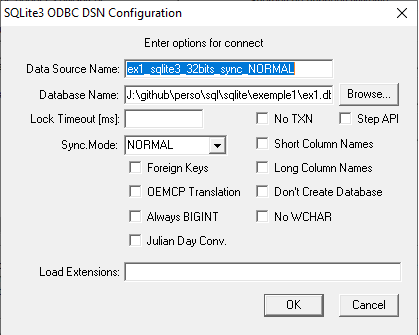 SQLite3 ODBC DSN Configuration
Enter options for connect
Data Source Name: ex1_sqlite3_32bits_sync_NORMAL
Database Name: J:\github\perso\sql\sqlite\exemple1\ex1.db Browse...
Lock Timeout [ms]: No TXN Step API
Sync.Mode: NORMAL Short Column Names
Foreign Keys Long Column Names
OEMCP Translation Don't Create Database
Always BIGINT No WCHAR
Julian Day Conv.
Load Extensions:
OK Cancel